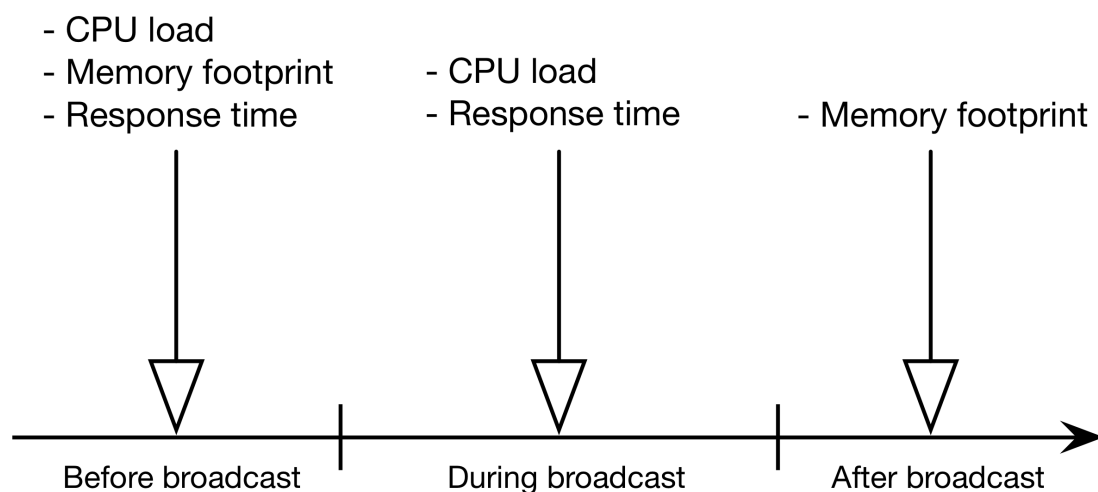 - CPU load
- Memory footprint
- Response time
- CPU load
- Response time
- Memory footprint
Before broadcast
During broadcast
After broadcast